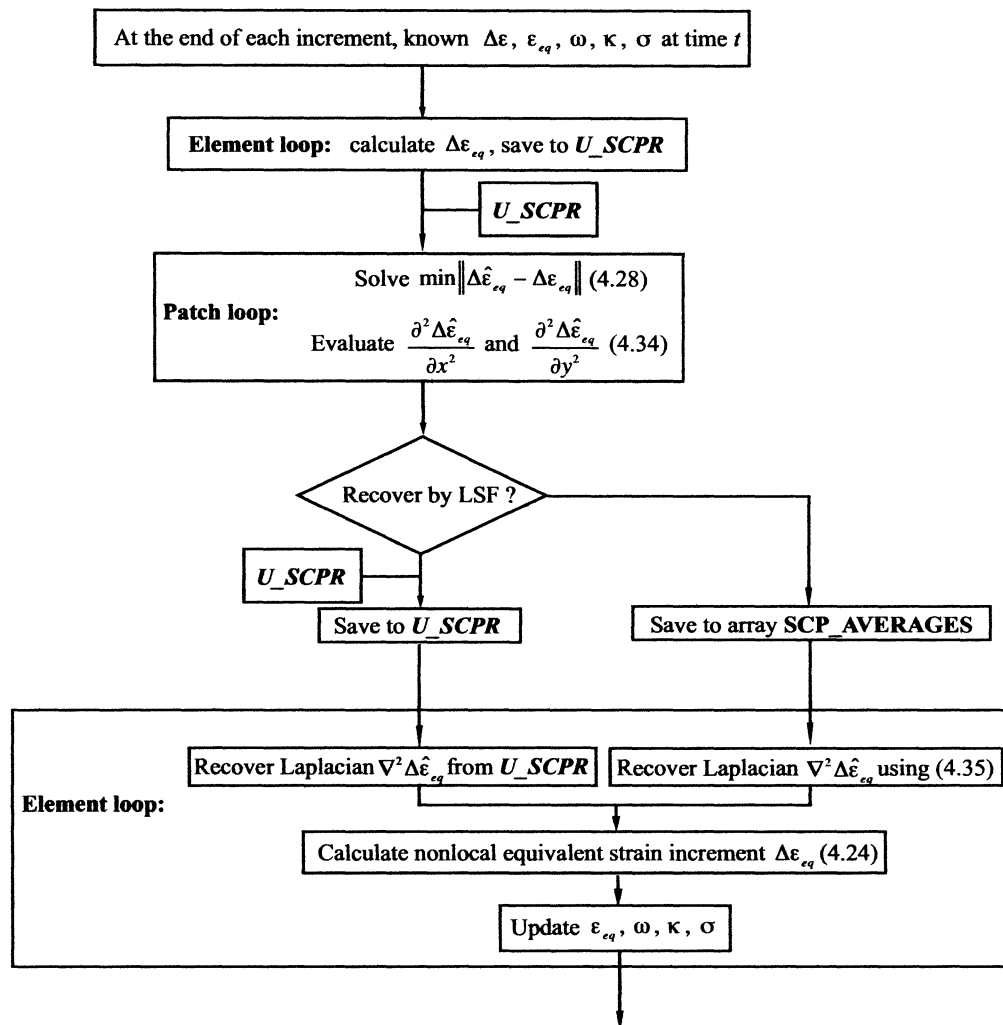 At the end of each increment, known Δε, ε_eq, ω, κ, σ at time t
Element loop: calculate Δε_eq, save to U_SCPR
U_SCPR
Solve min‖Δε̂_eq − Δε_eq‖ (4.28)
Patch loop:
Evaluate ∂²Δε̂_eq/∂x² and ∂²Δε̂_eq/∂y² (4.34)
Recover by LSF ?
U_SCPR
Save to U_SCPR
Save to array SCP_AVERAGES
Recover Laplacian ∇²Δε̂_eq from U_SCPR
Recover Laplacian ∇²Δε̂_eq using (4.35)
Element loop:
Calculate nonlocal equivalent strain increment Δε_eq (4.24)
Update ε_eq, ω, κ, σ